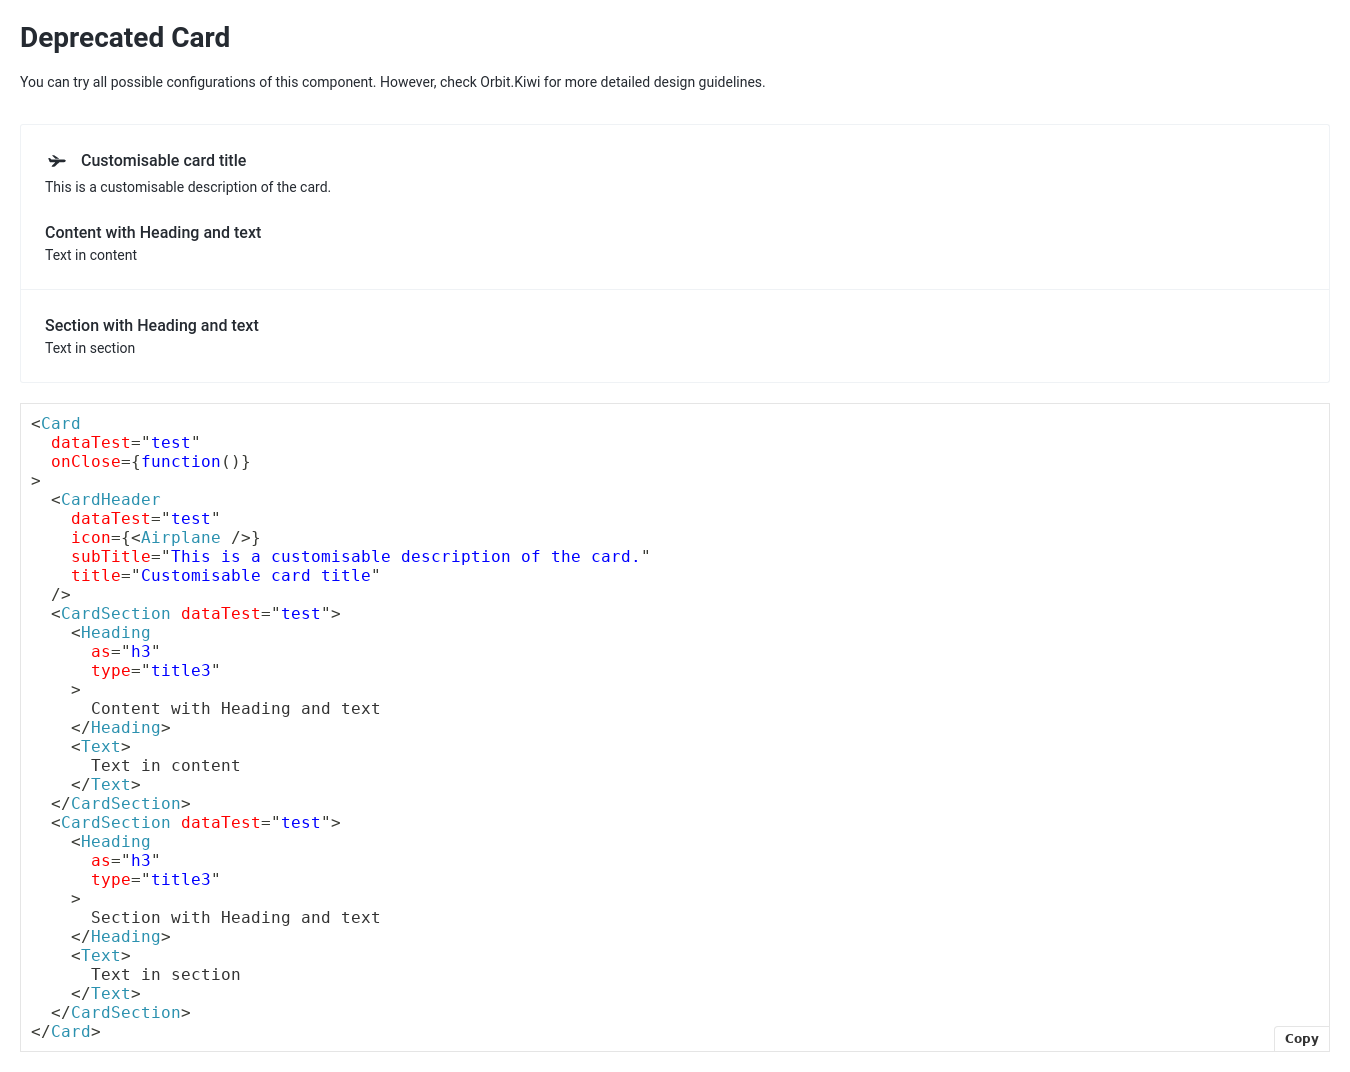 Deprecated Card
You can try all possible configurations of this component. However, check Orbit.Kiwi for more detailed design guidelines.
Customisable card title
This is a customisable description of the card.
Content with Heading and text
Text in content
Section with Heading and text
Text in section
<Card
  dataTest="test"
  onClose={function()}
>
  <CardHeader
    dataTest="test"
    icon={<Airplane />}
    subTitle="This is a customisable description of the card."
    title="Customisable card title"
  />
  <CardSection dataTest="test">
    <Heading
      as="h3"
      type="title3"
    >
      Content with Heading and text
    </Heading>
    <Text>
      Text in content
    </Text>
  </CardSection>
  <CardSection dataTest="test">
    <Heading
      as="h3"
      type="title3"
    >
      Section with Heading and text
    </Heading>
    <Text>
      Text in section
    </Text>
  </CardSection>
</Card>
Copy